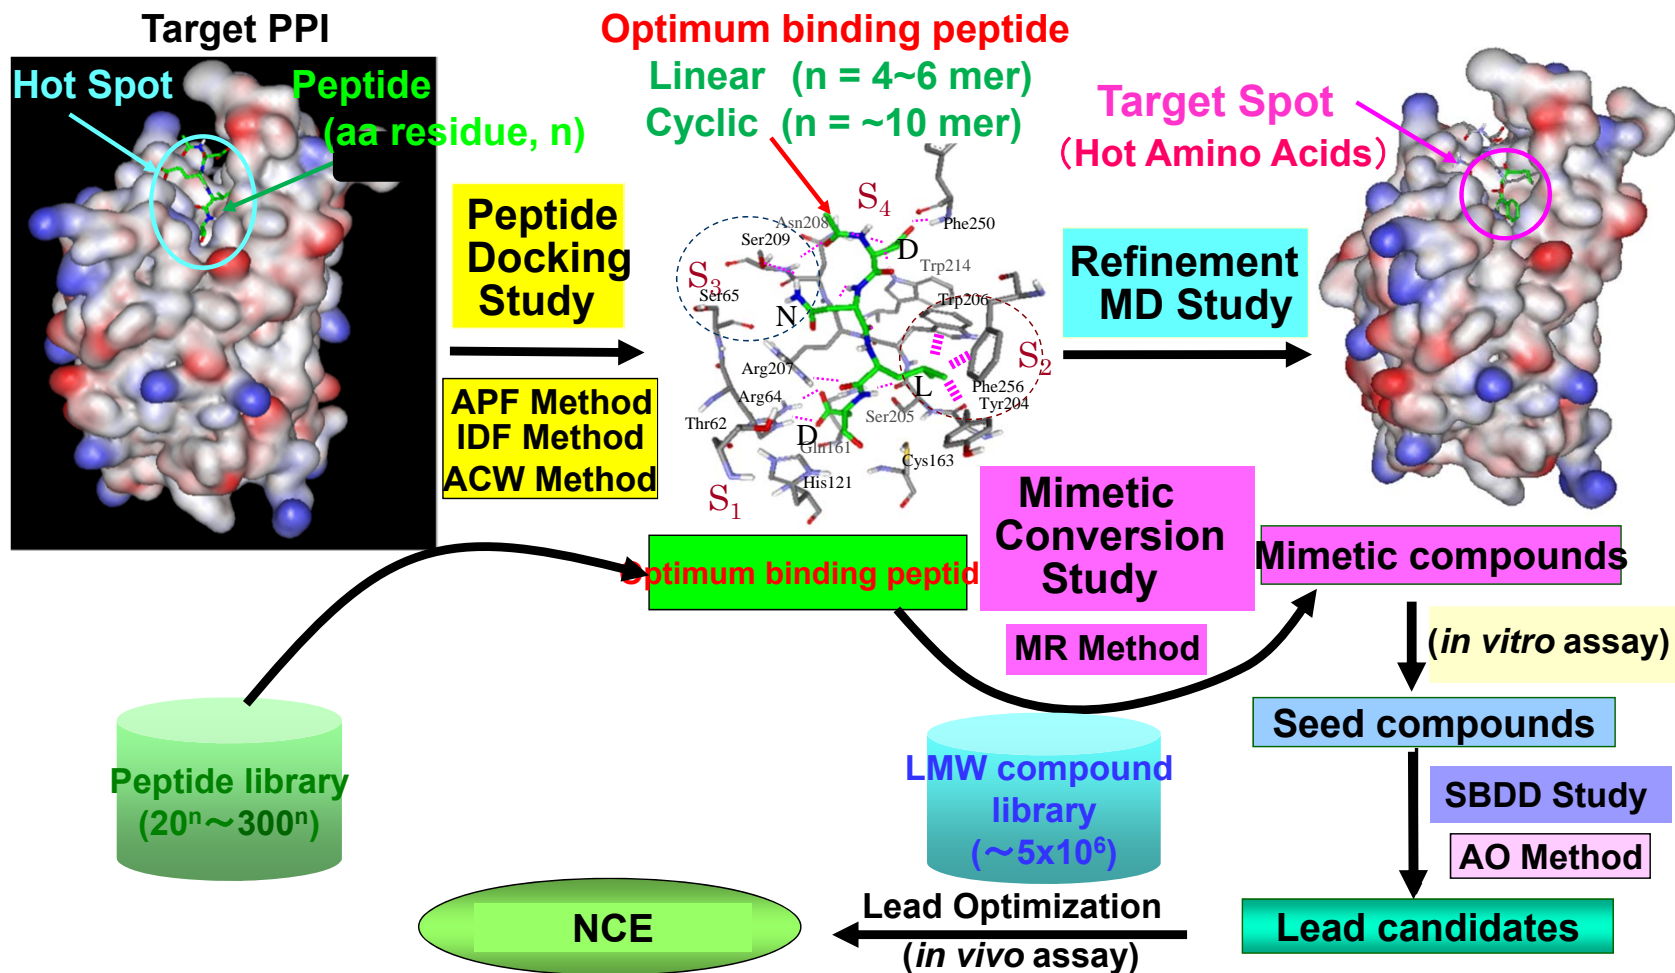 Target PPI
Hot Spot
Peptide
(aa residue, n)
Optimum binding peptide
Linear (n = 4~6 mer)
Cyclic (n = ~10 mer)
Target Spot
(Hot Amino Acids)
Peptide
Docking
Study
APF Method
IDF Method
ACW Method
S4
Asn208
Phe250
Ser209
D
S3
Trp214
Ser65
Trp206
N
S2
Arg207
Phe256
L
Arg64
Tyr204
Ser205
Thr62
D
Gln161
Cys163
His121
S1
Refinement
MD Study
Optimum binding peptid
Mimetic
Conversion
Study
MR Method
Mimetic compounds
(in vitro assay)
Seed compounds
SBDD Study
AO Method
Lead candidates
Peptide library
(20ⁿ～300ⁿ)
LMW compound
library
(～5x10⁶)
Lead Optimization
(in vivo assay)
NCE